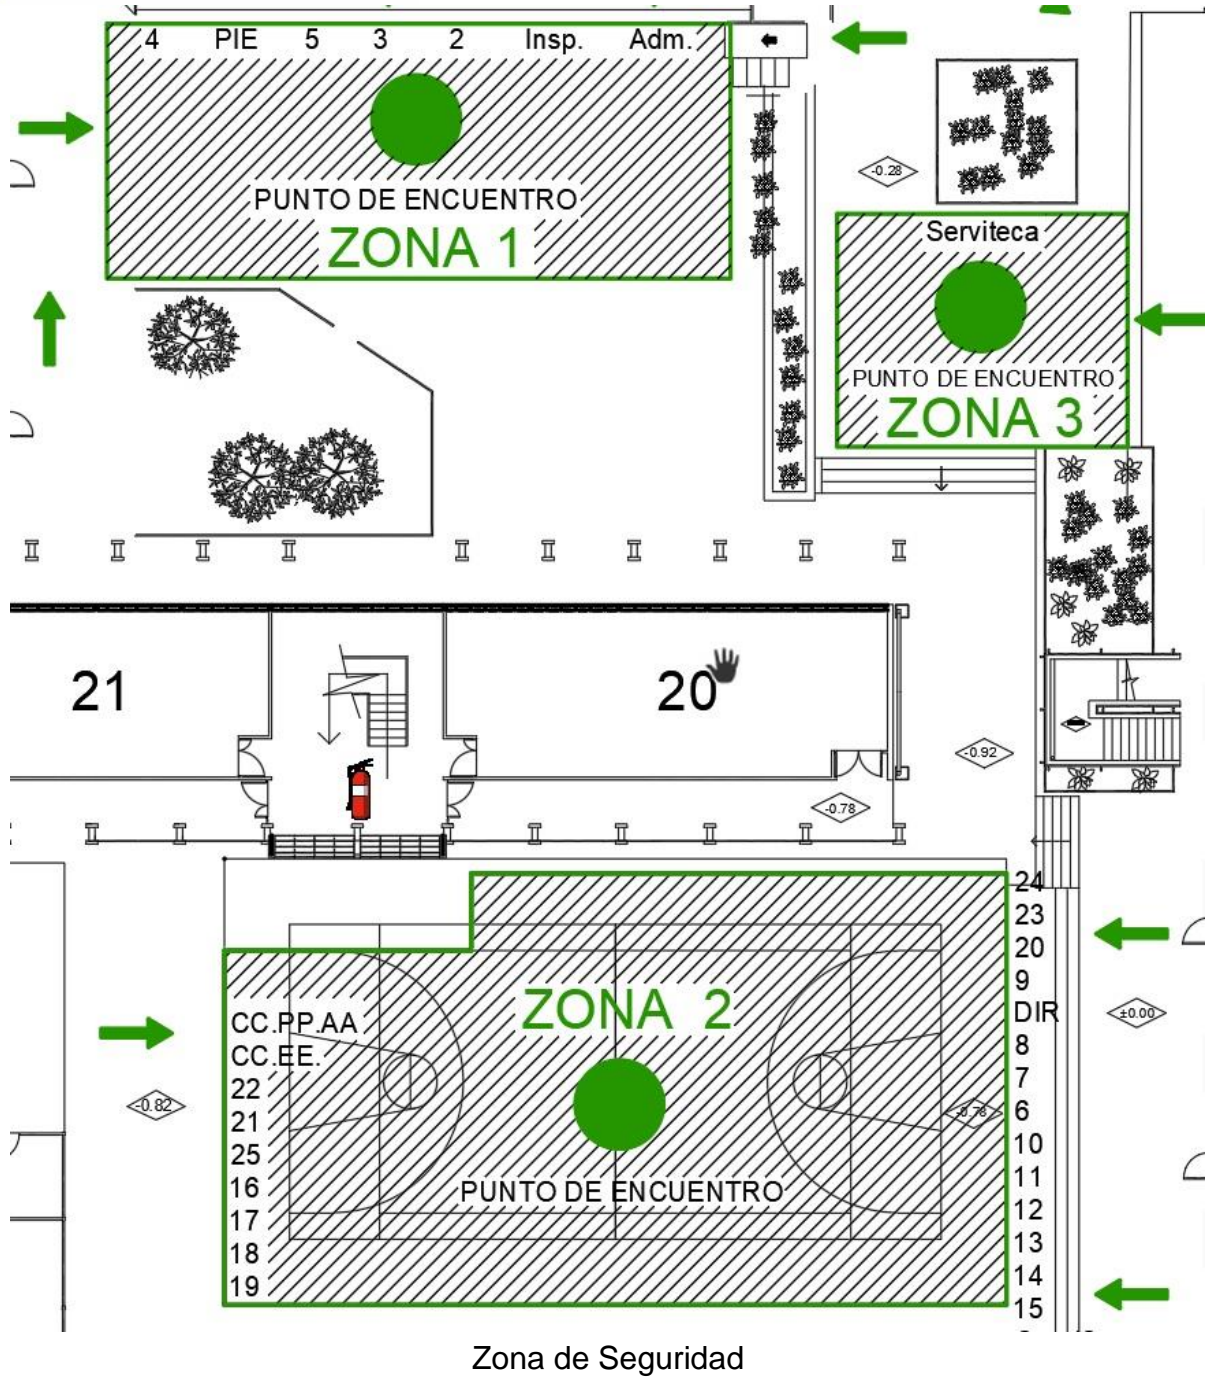 4 PIE 5 3 2 Insp. Adm.
PUNTO DE ENCUENTRO
ZONA 1
-0.28
Serviteca
PUNTO DE ENCUENTRO
ZONA 3
21
20
-0.92
-0.78
ZONA 2
PUNTO DE ENCUENTRO
CC.PP.AA
CC.EE.
22
21
25
16
17
18
19
24
23
20
9
DIR
8
7
6
10
11
12
13
14
15
±0.00
-0.78
-0.82
Zona de Seguridad